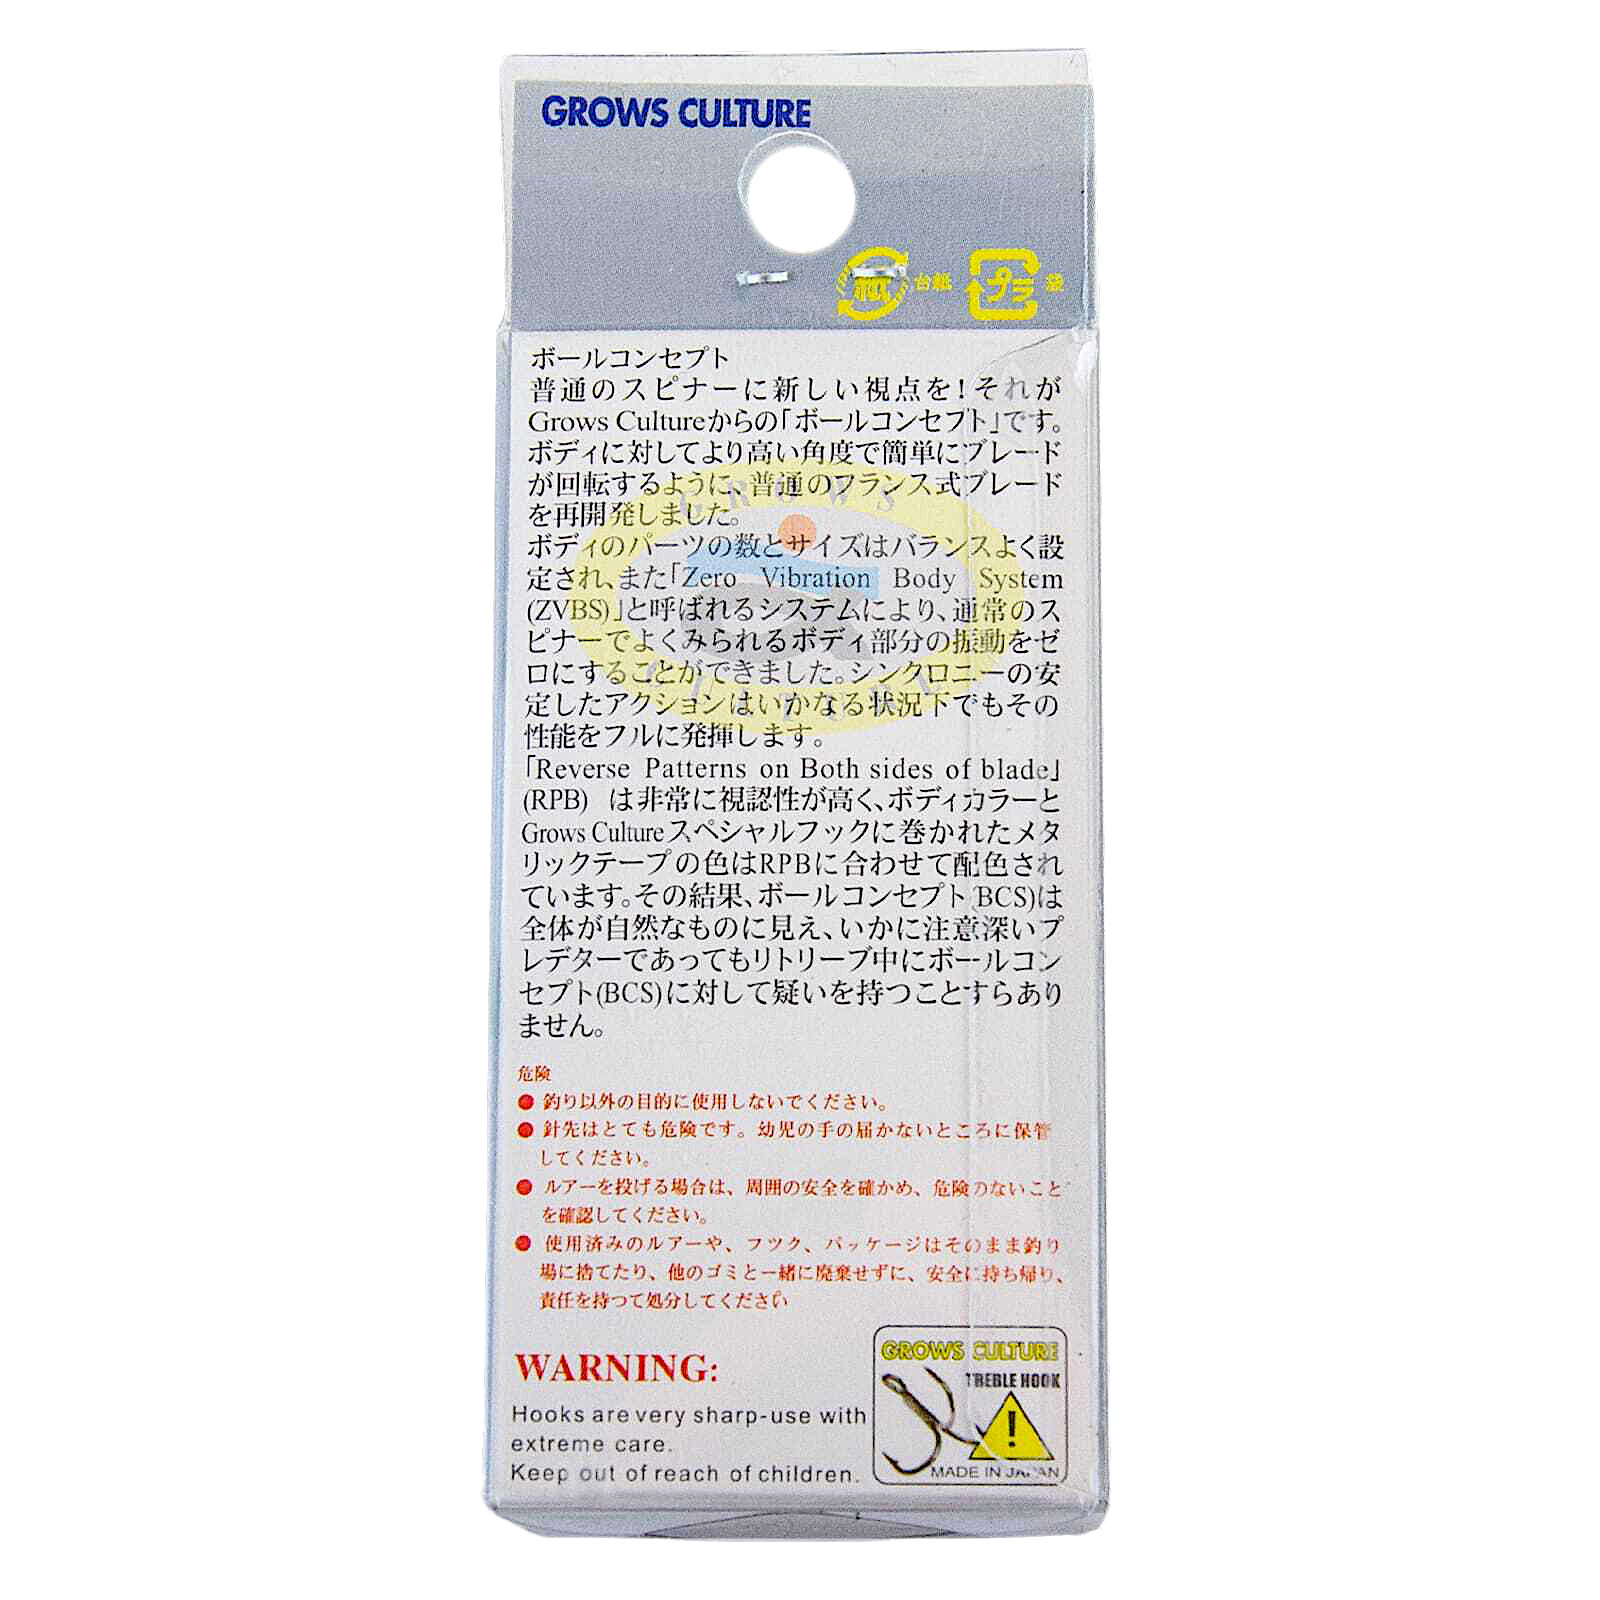 GROWS CULTURE
紙 台紙 プラ 袋
ボールコンセプト
普通のスピナーに新しい視点を!それが
Grows Cultureからの「ボールコンセプト」です。
ボディに対してより高い角度で簡単にブレード
が回転するように、普通のフランス式ブレード
を再開発しました。
ボディのパーツの数とサイズはバランスよく設
定され、また「Zero Vibration Body System
(ZVBS)」と呼ばれるシステムにより、通常のス
ピナーでよくみられるボディ部分の振動をゼ
ロにすることができました。シンクロニーの安
定したアクションはいかなる状況下でもその
性能をフルに発揮します。
「Reverse Patterns on Both sides of blade」
(RPB) は非常に視認性が高く、ボディカラーと
Grows Cultureスペシャルフックに巻かれたメタ
リックテープの色はRPBに合わせて配色され
ています。その結果、ボールコンセプト(BCS)は
全体が自然なものに見え、いかに注意深いプ
レデターであってもリトリーブ中にボールコン
セプト(BCS)に対して疑いを持つことすらあり
ません。
GROWS
CULTURE
危険
● 釣り以外の目的に使用しないでください。
● 針先はとても危険です。幼児の手の届かないところに保管
してください。
● ルアーを投げる場合は、周囲の安全を確かめ、危険のないこと
を確認してください。
● 使用済みのルアーや、フツク、パッケージはそのまま釣り
場に捨てたり、他のゴミと一緒に廃棄せずに、安全に持ち帰り、
責任を持つて処分してください
WARNING:
Hooks are very sharp-use with
extreme care.
Keep out of reach of children.
GROWS CULTURE
TREBLE HOOK
!
MADE IN JAPAN